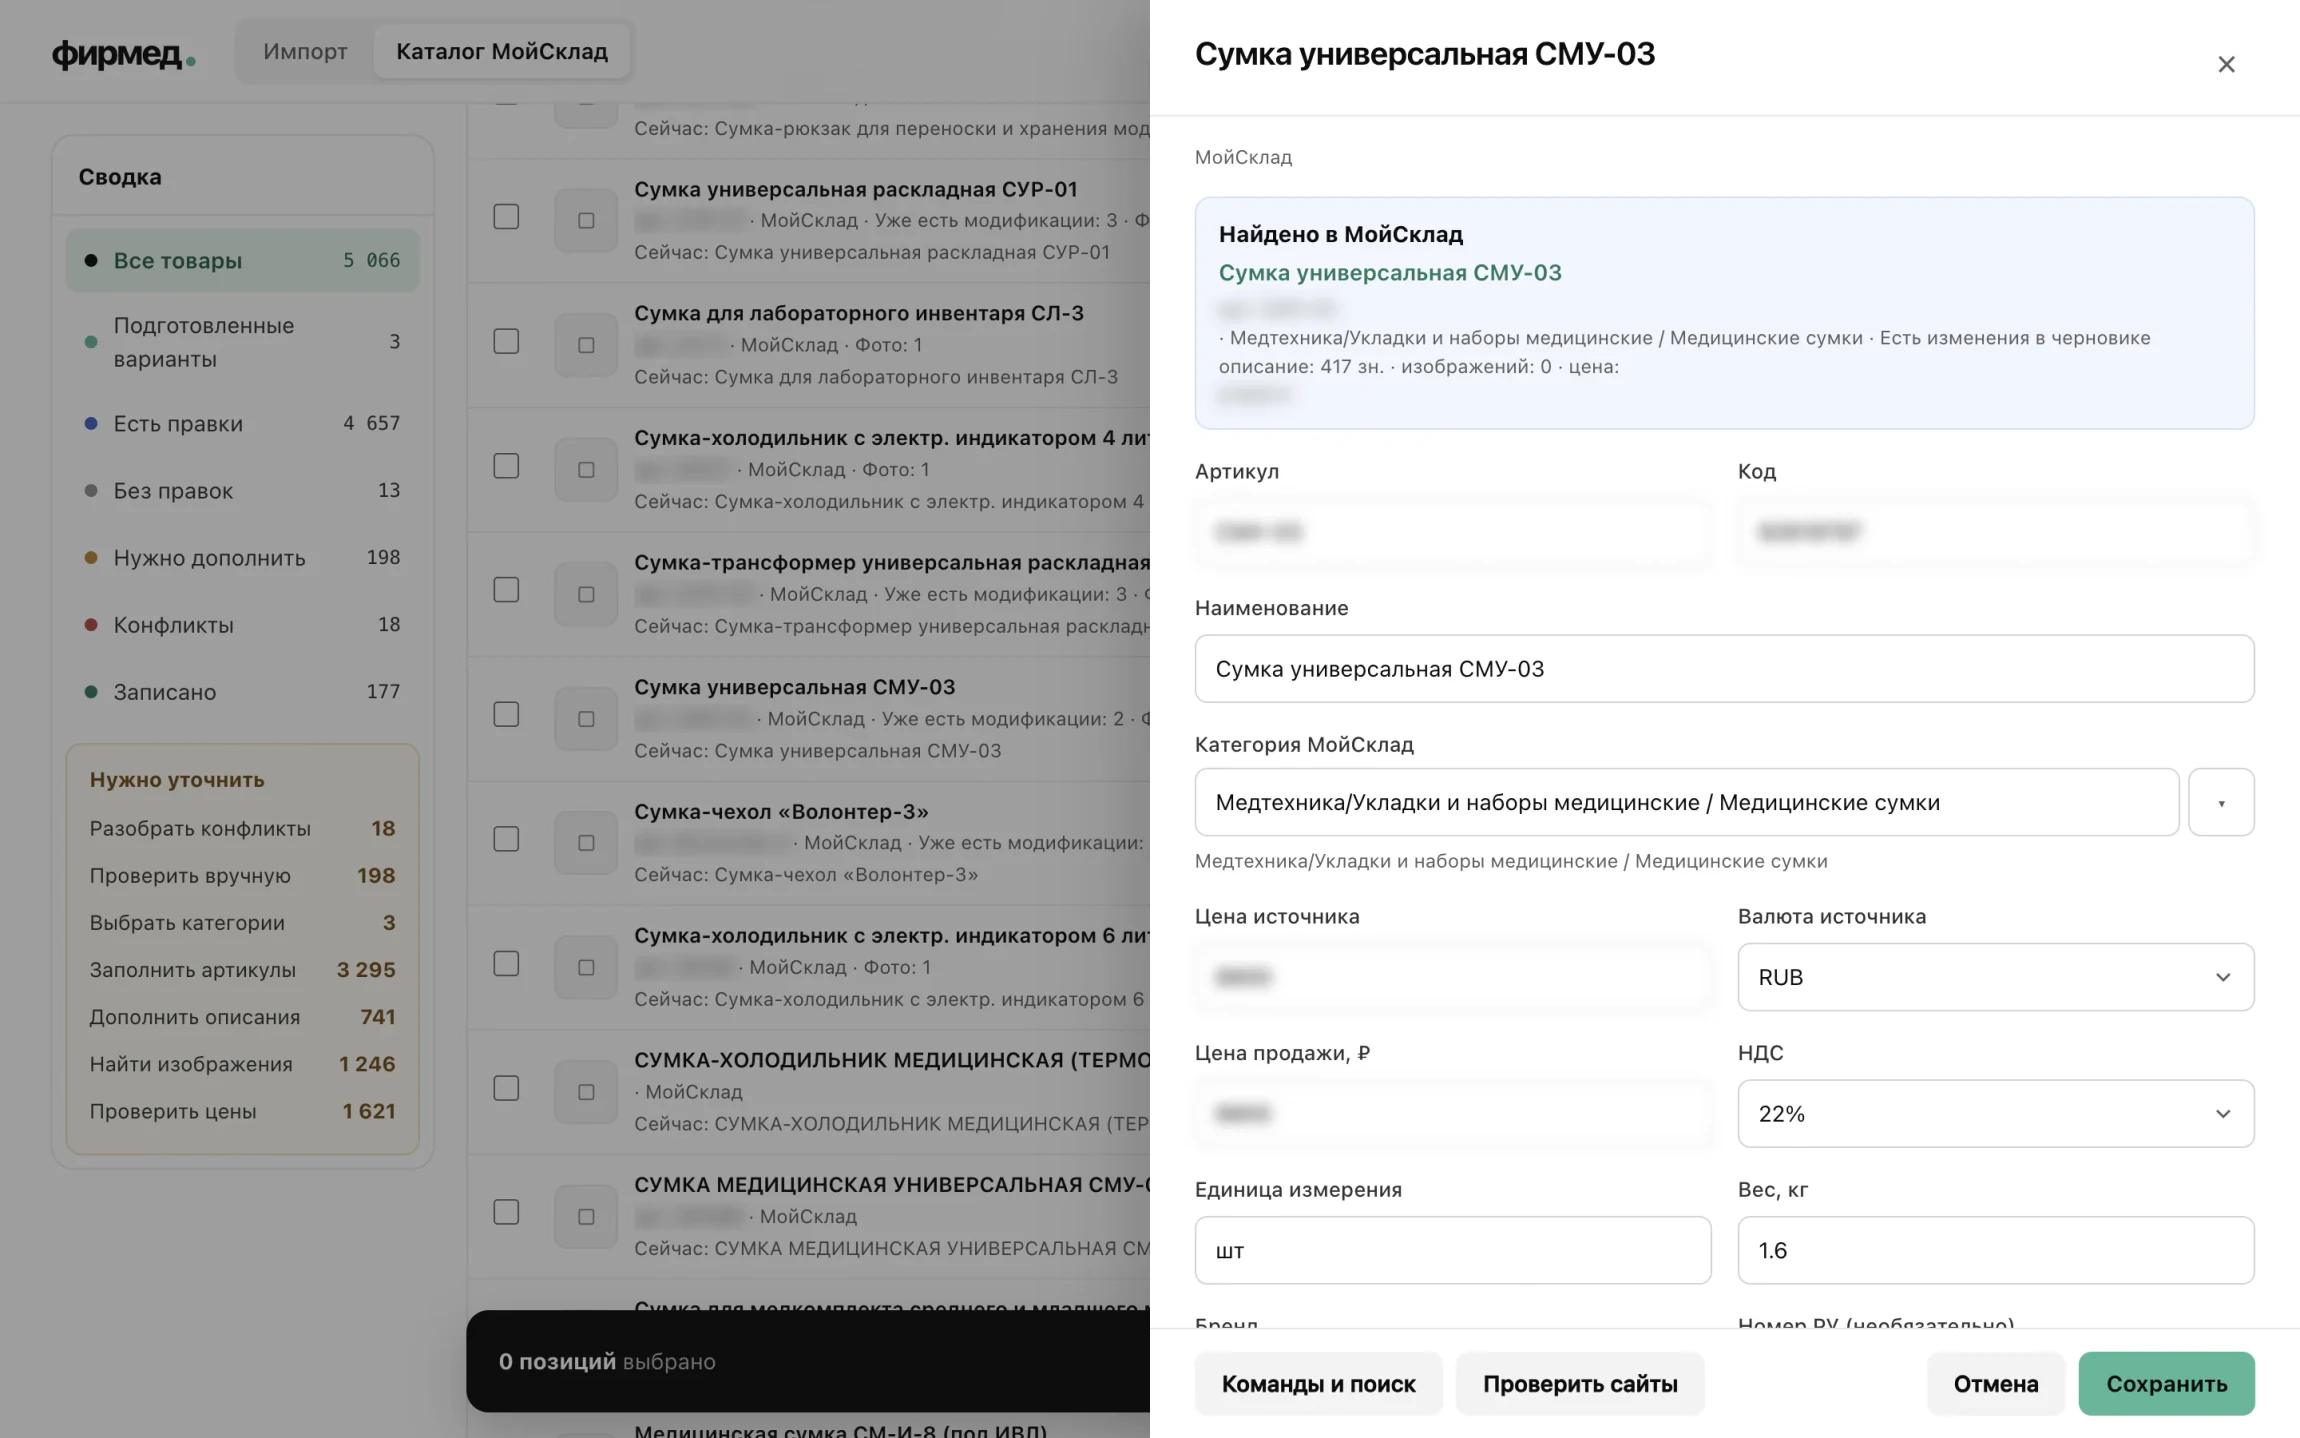 фирмед.
Импорт
Каталог МойСклад
Сводка
Все товары 5 066
Подготовленные
варианты 3
Есть правки 4 657
Без правок 13
Нужно дополнить 198
Конфликты 18
Записано 177
Нужно уточнить
Разобрать конфликты 18
Проверить вручную 198
Выбрать категории 3
Заполнить артикулы 3 295
Дополнить описания 741
Найти изображения 1 246
Проверить цены 1 621
Сейчас: Сумка-рюкзак для переноски и хранения мод
Сумка универсальная раскладная СУР-01
· МойСклад · Уже есть модификации: 3 · Ф
Сейчас: Сумка универсальная раскладная СУР-01
Сумка для лабораторного инвентаря СЛ-3
· МойСклад · Фото: 1
Сейчас: Сумка для лабораторного инвентаря СЛ-3
Сумка-холодильник с электр. индикатором 4 ли
· МойСклад · Фото: 1
Сейчас: Сумка-холодильник с электр. индикатором 4
Сумка-трансформер универсальная раскладная
· МойСклад · Уже есть модификации: 3 ·
Сейчас: Сумка-трансформер универсальная расклад
Сумка универсальная СМУ-03
· МойСклад · Уже есть модификации: 2 ·
Сейчас: Сумка универсальная СМУ-03
Сумка-чехол «Волонтер-3»
· МойСклад · Уже есть модификации:
Сейчас: Сумка-чехол «Волонтер-3»
Сумка-холодильник с электр. индикатором 6 ли
· МойСклад · Фото: 1
Сейчас: Сумка-холодильник с электр. индикатором 6
СУМКА-ХОЛОДИЛЬНИК МЕДИЦИНСКАЯ (ТЕРМО
· МойСклад
Сейчас: СУМКА-ХОЛОДИЛЬНИК МЕДИЦИНСКАЯ (ТЕР
СУМКА МЕДИЦИНСКАЯ УНИВЕРСАЛЬНАЯ СМУ-0
· МойСклад
Сейчас: СУМКА МЕДИЦИНСКАЯ УНИВЕРСАЛЬНАЯ СМ
Сумка для медкомплекта среднего и младшего
0 позиций выбрано
Медицинская сумка СМ-И-8 (под ИВЛ)
Сумка универсальная СМУ-03
МойСклад
Найдено в МойСклад
Сумка универсальная СМУ-03
· Медтехника/Укладки и наборы медицинские / Медицинские сумки · Есть изменения в черновике
описание: 417 зн. · изображений: 0 · цена:
Артикул
Код
Наименование
Сумка универсальная СМУ-03
Категория МойСклад
Медтехника/Укладки и наборы медицинские / Медицинские сумки
Медтехника/Укладки и наборы медицинские / Медицинские сумки
Цена источника
Валюта источника
RUB
Цена продажи, ₽
НДС
22%
Единица измерения
Вес, кг
шт
1.6
Бренд
Номер РУ (необязательно)
Команды и поиск
Проверить сайты
Отмена
Сохранить